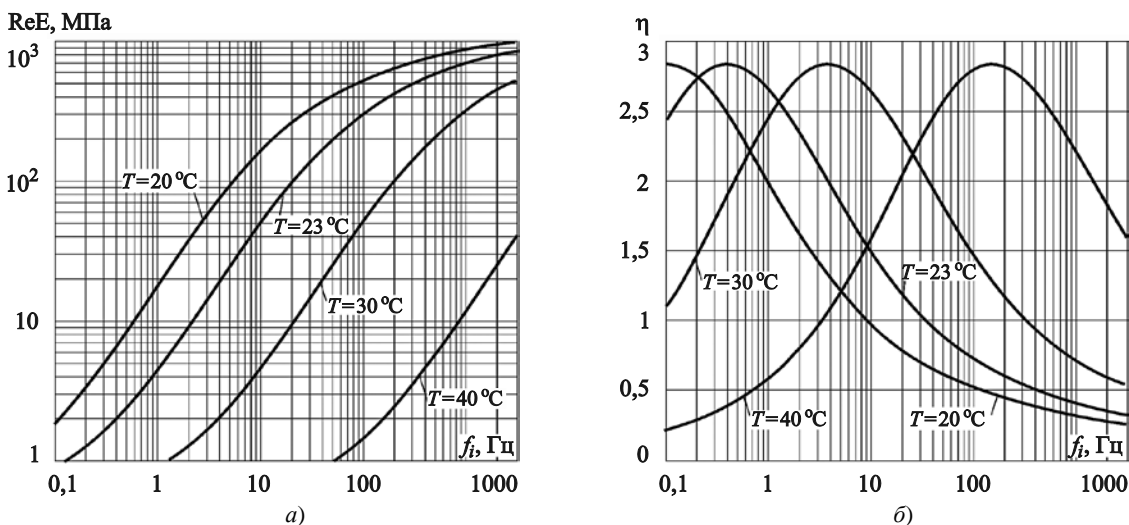 ReE, МПа
10³
10²
10
1
0,1 1 10 100 1000
T=20 °C
T=23 °C
T=30 °C
T=40 °C
fᵢ, Гц
а)
η
3
2,5
2
1,5
1
0,5
0
0,1 1 10 100 1000
T=30 °C
T=23 °C
T=40 °C
T=20 °C
fᵢ, Гц
б)